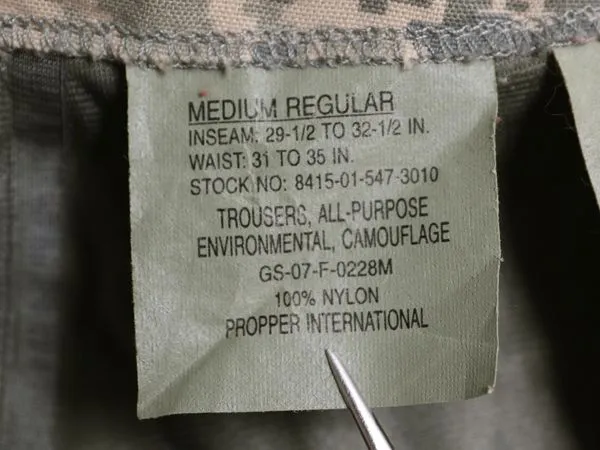 MEDIUM REGULAR
INSEAM: 29-1/2 TO 32-1/2 IN.
WAIST: 31 TO 35 IN.
STOCK NO: 8415-01-547-3010
TROUSERS, ALL-PURPOSE
ENVIRONMENTAL, CAMOUFLAGE
GS-07-F-0228M
100% NYLON
PROPPER INTERNATIONAL